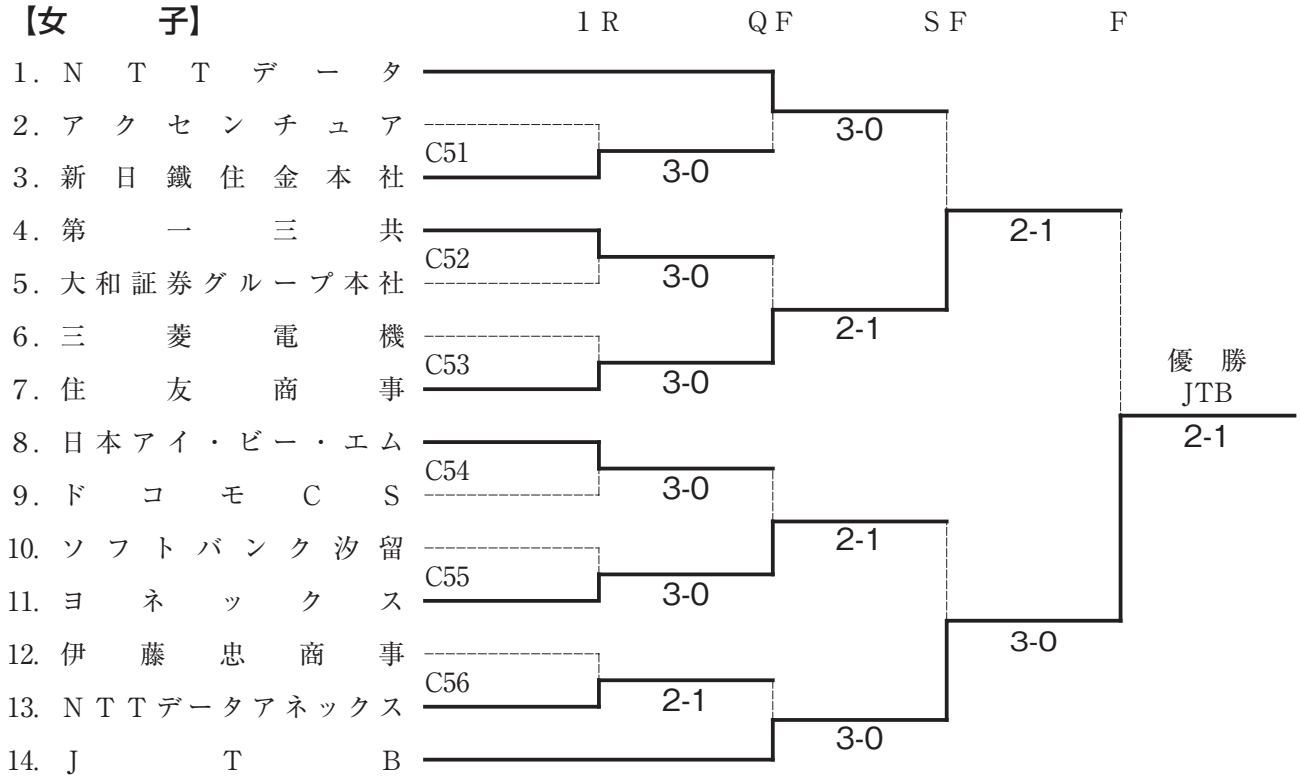 【女 子】 1R QF SF F
1. NTTデータ
2. アクセンチュア
3-0
C51
3. 新日鐵住金本社
3-0
4. 第一三共
2-1
C52
5. 大和証券グループ本社
3-0
6. 三菱電機
2-1
C53
7. 住友商事
3-0
優 勝
JTB
2-1
8. 日本アイ・ビー・エム
C54
9. ドコモCS
3-0
10. ソフトバンク汐留
2-1
C55
11. ヨネックス
3-0
12. 伊藤忠商事
3-0
C56
13. NTTデータアネックス
2-1
3-0
14. JTB